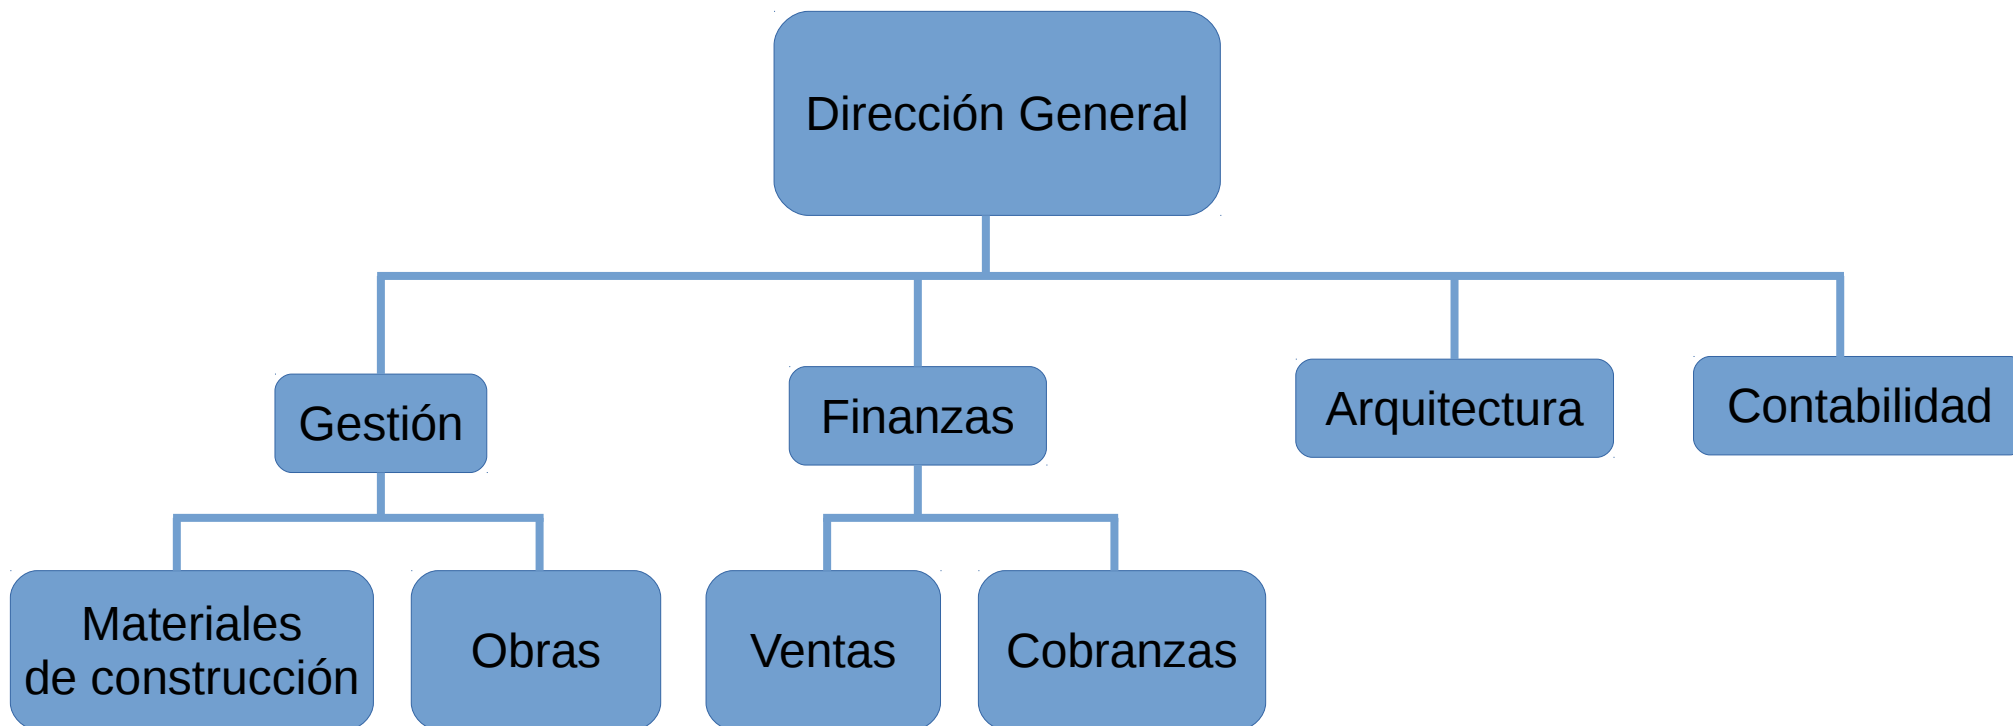 Dirección General
Gestión
Finanzas
Arquitectura
Contabilidad
Materiales
de construcción
Obras
Ventas
Cobranzas